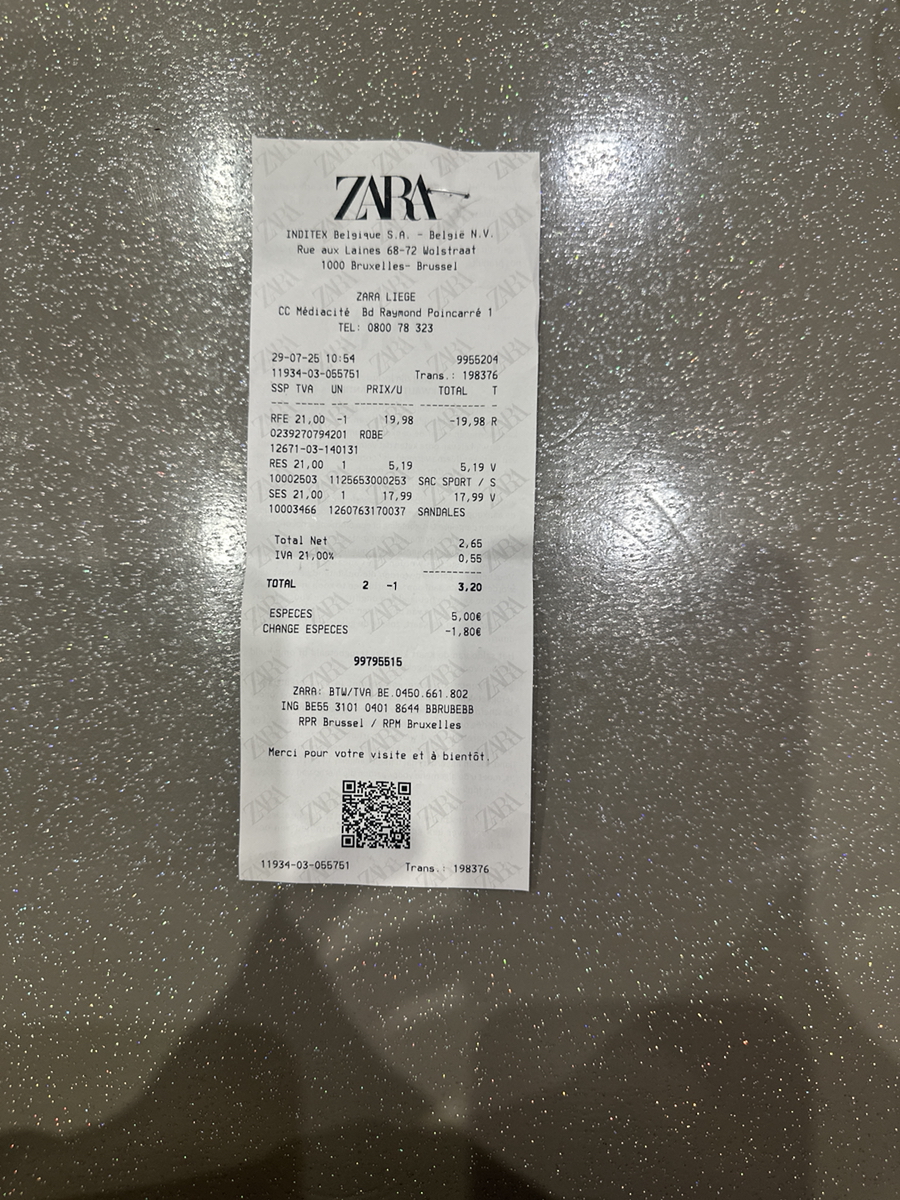 ZARA
INDITEX Belgique S.A. - België N.V.
Rue aux Laines 68-72 Wolstraat
1000 Bruxelles- Brussel
ZARA LIEGE
CC Médiacité Bd Raymond Poincarré 1
TEL: 0800 78 323
29-07-25 10:54 9955204
11934-03-055751 Trans.: 198376
SSP TVA UN PRIX/U TOTAL T
--- ----- --- ---------- ----------- -
RFE 21,00 -1 19,98 -19,98 R
0239270794201 ROBE
12671-03-140131
RES 21,00 1 5,19 5,19 V
10002503 1125653000253 SAC SPORT / S
SES 21,00 1 17,99 17,99 V
10003466 1260763170037 SANDALES
Total Net 2,65
IVA 21,00% 0,55
----------
TOTAL 2 -1 3,20
ESPECES 5,00€
CHANGE ESPECES -1,80€
99795515
ZARA: BTW/TVA BE.0450.661.802
ING BE55 3101 0401 8644 BBRUBEBB
RPR Brussel / RPM Bruxelles
Merci pour votre visite et à bientôt.
11934-03-055751 Trans.: 198376